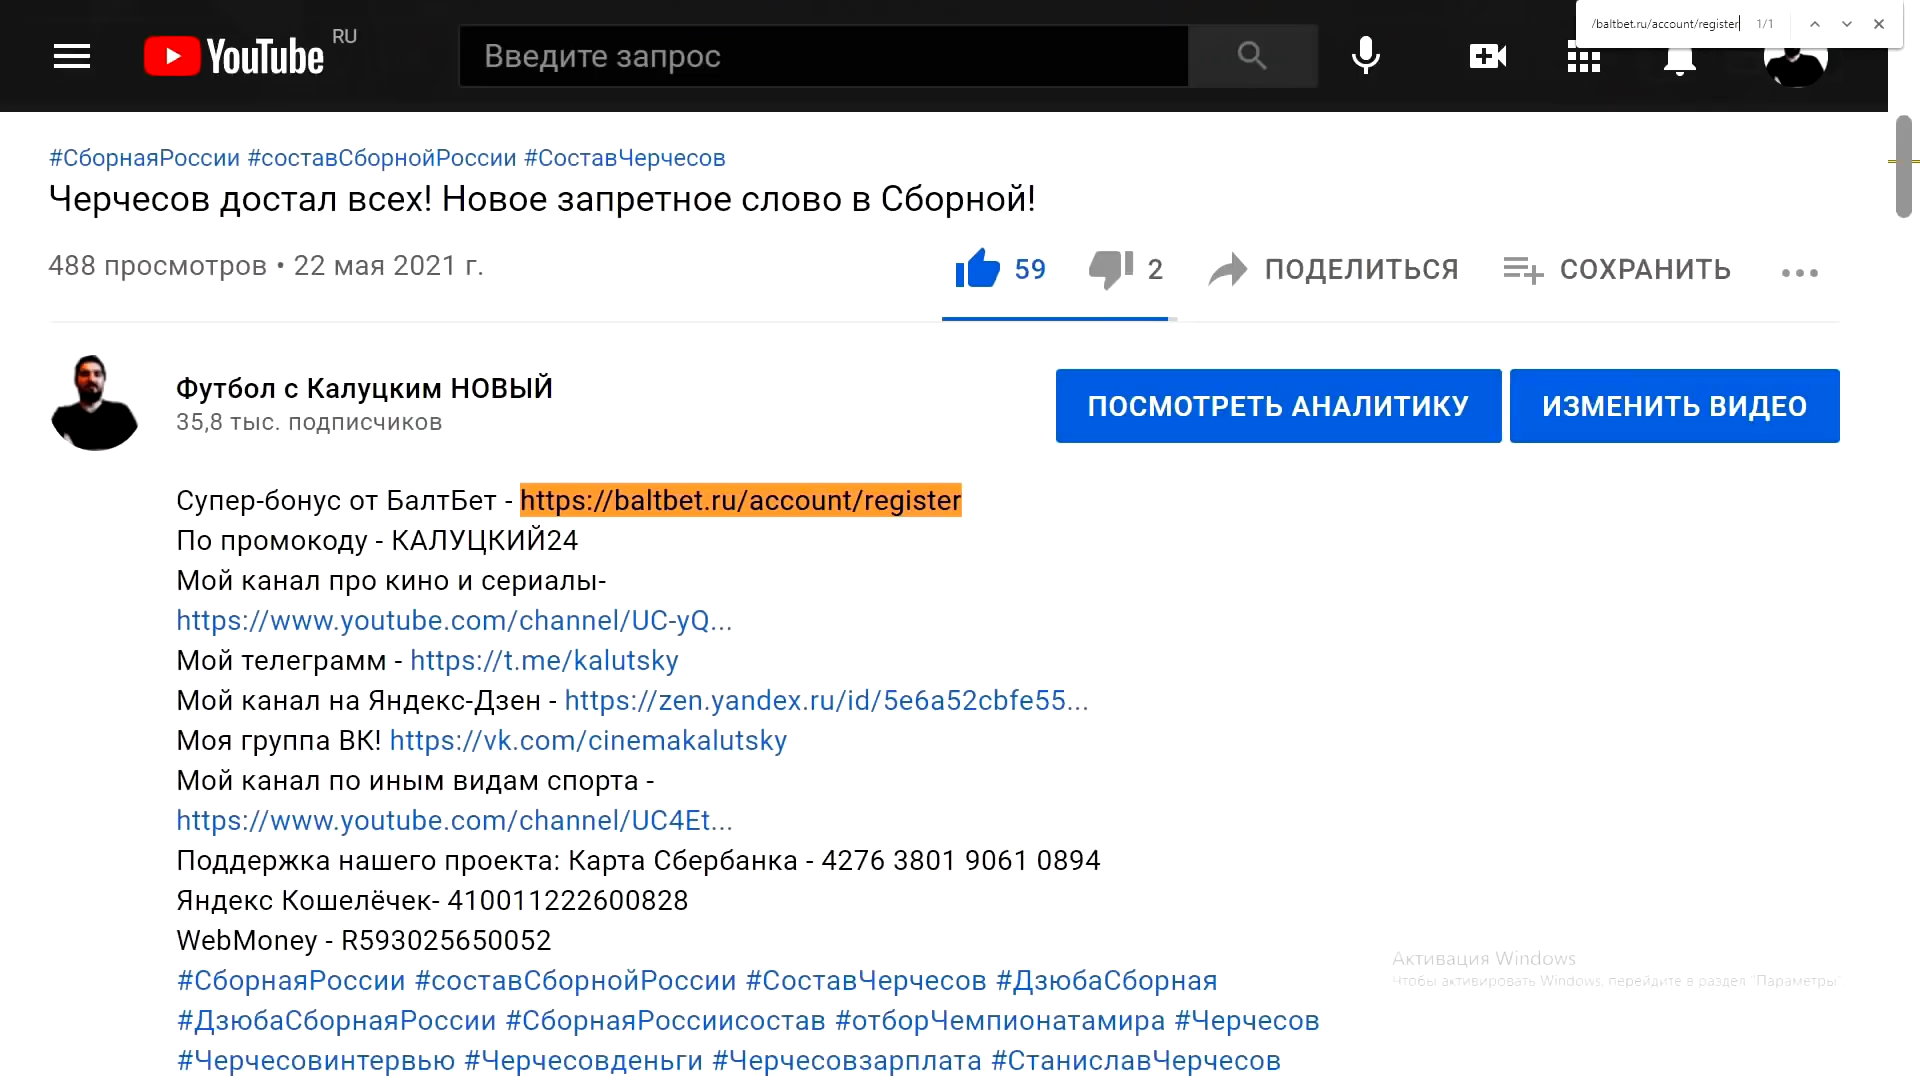 /baltbet.ru/account/register 1/1
YouTube RU
Введите запрос
#СборнаяРоссии #составСборнойРоссии #СоставЧерчесов
Черчесов достал всех! Новое запретное слово в Сборной!
488 просмотров • 22 мая 2021 г.
59 2 ПОДЕЛИТЬСЯ СОХРАНИТЬ
Футбол с Калуцким НОВЫЙ
35,8 тыс. подписчиков
ПОСМОТРЕТЬ АНАЛИТИКУ ИЗМЕНИТЬ ВИДЕО
Супер-бонус от БалтБет - https://baltbet.ru/account/register
По промокоду - КАЛУЦКИЙ24
Мой канал про кино и сериалы-
https://www.youtube.com/channel/UC-yQ...
Мой телеграмм - https://t.me/kalutsky
Мой канал на Яндекс-Дзен - https://zen.yandex.ru/id/5e6a52cbfe55...
Моя группа ВК! https://vk.com/cinemakalutsky
Мой канал по иным видам спорта -
https://www.youtube.com/channel/UC4Et...
Поддержка нашего проекта: Карта Сбербанка - 4276 3801 9061 0894
Яндекс Кошелёчек- 410011222600828
WebMoney - R593025650052
Активация Windows
Чтобы активировать Windows, перейдите в раздел "Параметры"
#СборнаяРоссии #составСборнойРоссии #СоставЧерчесов #ДзюбаСборная
#ДзюбаСборнаяРоссии #СборнаяРоссиисостав #отборЧемпионатамира #Черчесов
#Черчесовинтервью #Черчесовденьги #Черчесовзарплата #СтаниславЧерчесов